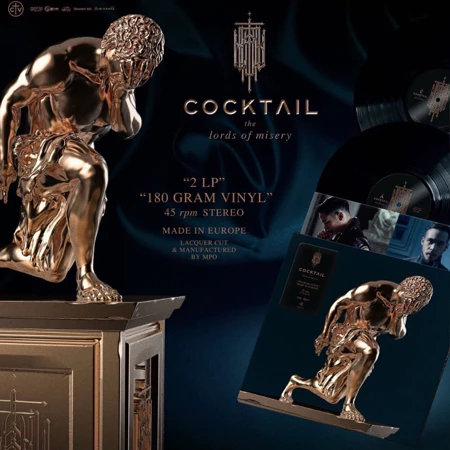 COCKTAIL
the
lords of misery
“2 LP”
“180 GRAM VINYL”
45 rpm STEREO
MADE IN EUROPE
LACQUER CUT
& MANUFACTURED
BY MPO
COCKTAIL